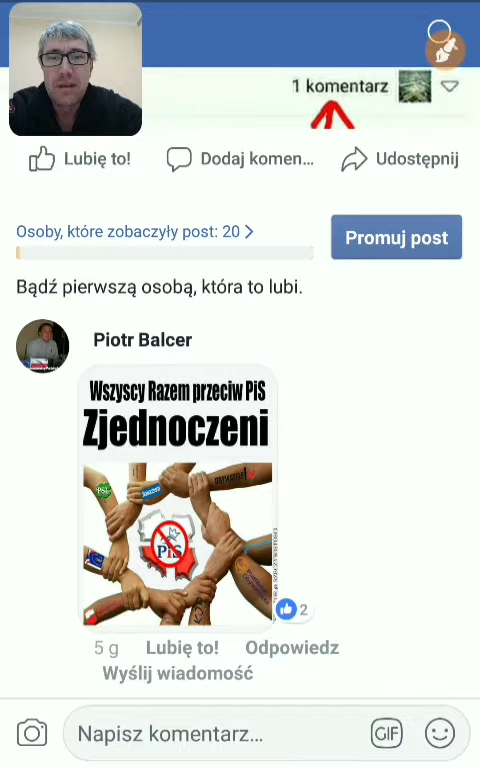 1 komentarz
Lubię to!
Dodaj komen...
Udostępnij
Osoby, które zobaczyły post: 20
Promuj post
Bądź pierwszą osobą, która to lubi.
Piotr Balcer
Wszyscy Razem przeciw PiS
Zjednoczeni
PSL
PiS
2
5 g
Lubię to!
Odpowiedz
Wyślij wiadomość
Napisz komentarz...
GIF